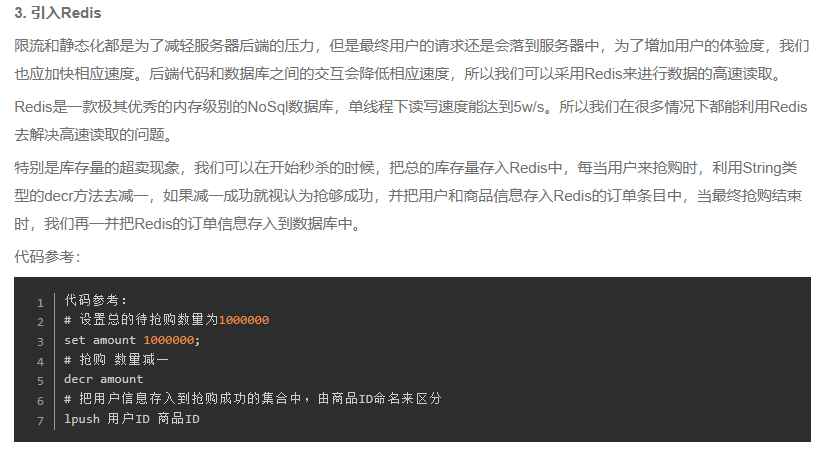 3. 引入Redis
限流和静态化都是为了减轻服务器后端的压力，但是最终用户的请求还是会落到服务器中，为了增加用户的体验度，我们
也应加快相应速度。后端代码和数据库之间的交互会降低相应速度，所以我们可以采用Redis来进行数据的高速读取。
Redis是一款极其优秀的内存级别的NoSql数据库，单线程下读写速度能达到5w/s。所以我们在很多情况下都能利用Redis
去解决高速读取的问题。
特别是库存量的超卖现象，我们可以在开始秒杀的时候，把总的库存量存入Redis中，每当用户来抢购时，利用String类
型的decr方法去减一，如果减一成功就视认为抢够成功，并把用户和商品信息存入Redis的订单条目中，当最终抢购结束
时，我们再一并把Redis的订单信息存入到数据库中。
代码参考：
1 代码参考：
2 # 设置总的待抢购数量为1000000
3 set amount 1000000;
4 # 抢购 数量减一
5 decr amount
6 # 把用户信息存入到抢购成功的集合中，由商品ID命名来区分
7 lpush 用户ID 商品ID